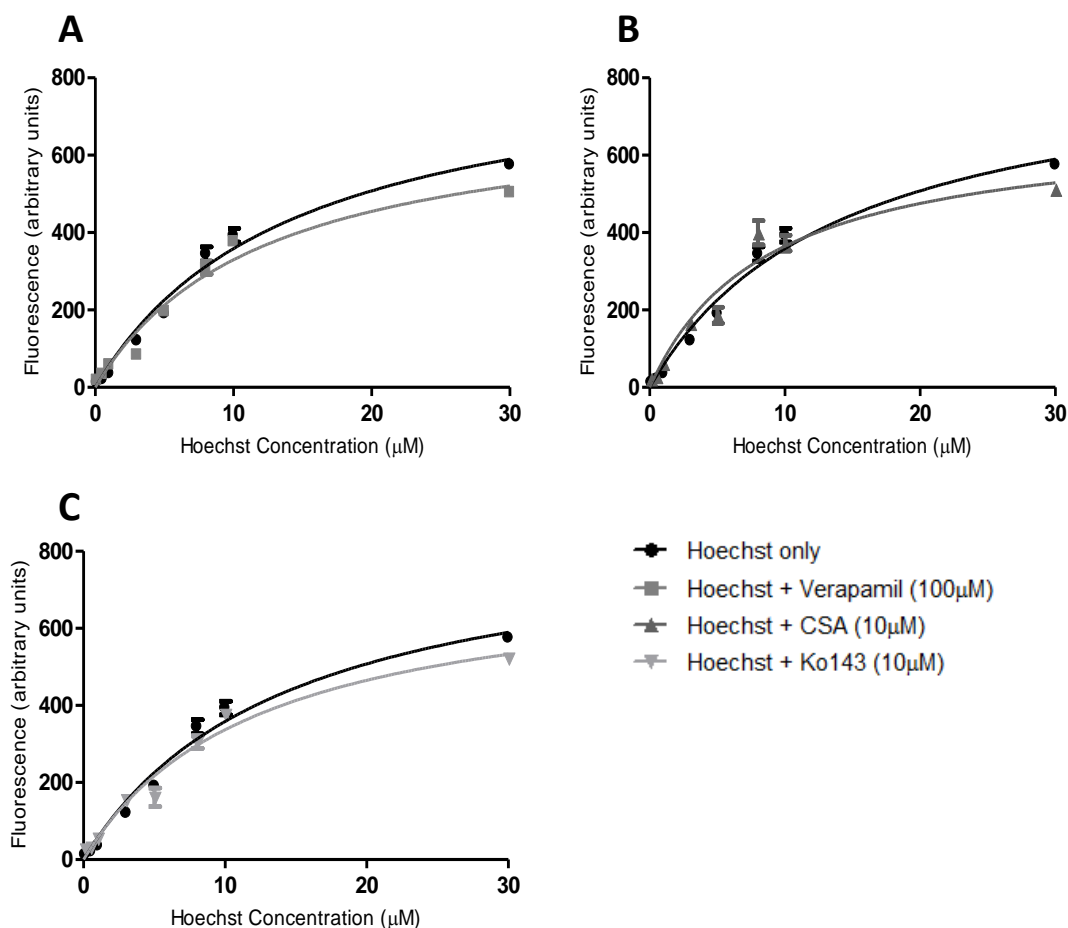 A
B
800
600
400
200
0
Fluorescence (arbitrary units)
0 10 20 30
Hoechst Concentration (μM)
800
600
400
200
0
Fluorescence (arbitrary units)
0 10 20 30
Hoechst Concentration (μM)
C
800
600
400
200
0
Fluorescence (arbitrary units)
0 10 20 30
Hoechst Concentration (μM)
Hoechst only
Hoechst + Verapamil (100μM)
Hoechst + CSA (10μM)
Hoechst + Ko143 (10μM)